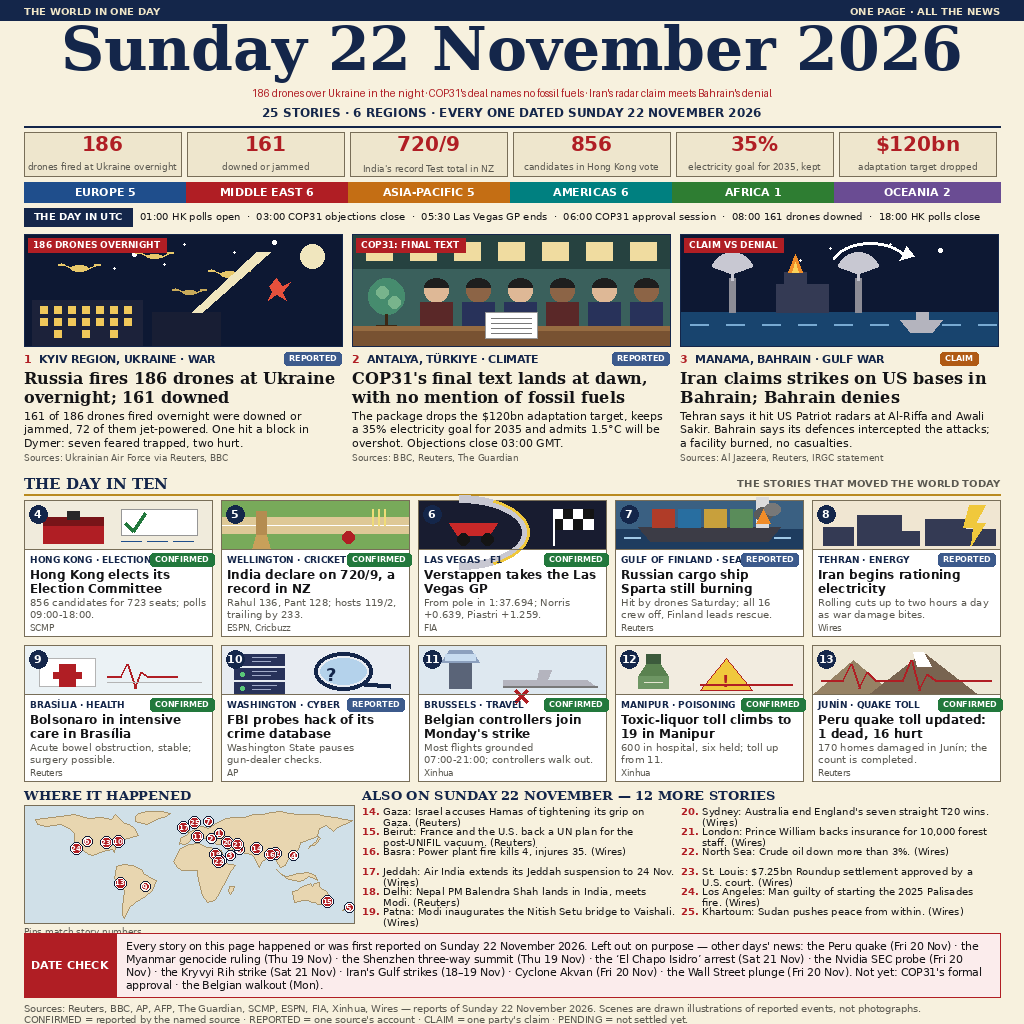 THE WORLD IN ONE DAY
ONE PAGE · ALL THE NEWS
Sunday 22 November 2026
186 drones over Ukraine in the night · COP31's deal names no fossil fuels · Iran's radar claim meets Bahrain's denial
25 STORIES · 6 REGIONS · EVERY ONE DATED SUNDAY 22 NOVEMBER 2026
186
drones fired at Ukraine overnight
161
downed or jammed
720/9
India's record Test total in NZ
856
candidates in Hong Kong vote
35%
electricity goal for 2035, kept
$120bn
adaptation target dropped
EUROPE 5
MIDDLE EAST 6
ASIA-PACIFIC 5
AMERICAS 6
AFRICA 1
OCEANIA 2
THE DAY IN UTC
01:00 HK polls open · 03:00 COP31 objections close · 05:30 Las Vegas GP ends · 06:00 COP31 approval session · 08:00 161 drones downed · 18:00 HK polls close
186 DRONES OVERNIGHT
1 KYIV REGION, UKRAINE · WAR
REPORTED
Russia fires 186 drones at Ukraine
overnight; 161 downed
161 of 186 drones fired overnight were downed or
jammed, 72 of them jet-powered. One hit a block in
Dymer: seven feared trapped, two hurt.
Sources: Ukrainian Air Force via Reuters, BBC
COP31: FINAL TEXT
2 ANTALYA, TÜRKIYE · CLIMATE
REPORTED
COP31's final text lands at dawn,
with no mention of fossil fuels
The package drops the $120bn adaptation target, keeps
a 35% electricity goal for 2035 and admits 1.5°C will be
overshot. Objections close 03:00 GMT.
Sources: BBC, Reuters, The Guardian
CLAIM VS DENIAL
3 MANAMA, BAHRAIN · GULF WAR
CLAIM
Iran claims strikes on US bases in
Bahrain; Bahrain denies
Tehran says it hit US Patriot radars at Al-Riffa and Awali
Sakir. Bahrain says its defences intercepted the attacks;
a facility burned, no casualties.
Sources: Al Jazeera, Reuters, IRGC statement
THE DAY IN TEN
THE STORIES THAT MOVED THE WORLD TODAY
4
HONG KONG · ELECTION
CONFIRMED
Hong Kong elects its
Election Committee
856 candidates for 723 seats; polls
09:00-18:00.
SCMP
5
WELLINGTON · CRICKET
CONFIRMED
India declare on 720/9, a
record in NZ
Rahul 136, Pant 128; hosts 119/2,
trailing by 233.
ESPN, Cricbuzz
6
LAS VEGAS · F1
CONFIRMED
Verstappen takes the Las
Vegas GP
From pole in 1:37.694; Norris
+0.639, Piastri +1.259.
FIA
7
GULF OF FINLAND · SEA
REPORTED
Russian cargo ship
Sparta still burning
Hit by drones Saturday; all 16
crew off, Finland leads rescue.
Reuters
8
TEHRAN · ENERGY
REPORTED
Iran begins rationing
electricity
Rolling cuts up to two hours a day
as war damage bites.
Wires
9
BRASÍLIA · HEALTH
CONFIRMED
Bolsonaro in intensive
care in Brasília
Acute bowel obstruction, stable;
surgery possible.
Reuters
10
?
WASHINGTON · CYBER
REPORTED
FBI probes hack of its
crime database
Washington State pauses
gun-dealer checks.
AP
11
BRUSSELS · TRAVEL
CONFIRMED
Belgian controllers join
Monday's strike
Most flights grounded
07:00-21:00; controllers walk out.
Xinhua
12
!
MANIPUR · POISONING
CONFIRMED
Toxic-liquor toll climbs to
19 in Manipur
600 in hospital, six held; toll up
from 11.
Xinhua
13
JUNÍN · QUAKE TOLL
CONFIRMED
Peru quake toll updated:
1 dead, 16 hurt
170 homes damaged in Junín; the
count is completed.
Reuters
WHERE IT HAPPENED
Pins match story numbers
ALSO ON SUNDAY 22 NOVEMBER — 12 MORE STORIES
14. Gaza: Israel accuses Hamas of tightening its grip on
Gaza. (Reuters)
15. Beirut: France and the U.S. back a UN plan for the
post-UNIFIL vacuum. (Reuters)
16. Basra: Power plant fire kills 4, injures 35. (Wires)
17. Jeddah: Air India extends its Jeddah suspension to 24 Nov.
(Wires)
18. Delhi: Nepal PM Balendra Shah lands in India, meets
Modi. (Reuters)
19. Patna: Modi inaugurates the Nitish Setu bridge to Vaishali.
(Wires)
20. Sydney: Australia end England's seven straight T20 wins.
(Wires)
21. London: Prince William backs insurance for 10,000 forest
staff. (Wires)
22. North Sea: Crude oil down more than 3%. (Wires)
23. St. Louis: $7.25bn Roundup settlement approved by a
U.S. court. (Wires)
24. Los Angeles: Man guilty of starting the 2025 Palisades
fire. (Wires)
25. Khartoum: Sudan pushes peace from within. (Wires)
DATE CHECK
Every story on this page happened or was first reported on Sunday 22 November 2026. Left out on purpose — other days' news: the Peru quake (Fri 20 Nov) · the
Myanmar genocide ruling (Thu 19 Nov) · the Shenzhen three-way summit (Thu 19 Nov) · the ‘El Chapo Isidro’ arrest (Sat 21 Nov) · the Nvidia SEC probe (Fri 20
Nov) · the Kryvyi Rih strike (Sat 21 Nov) · Iran's Gulf strikes (18–19 Nov) · Cyclone Akvan (Fri 20 Nov) · the Wall Street plunge (Fri 20 Nov). Not yet: COP31's formal
approval · the Belgian walkout (Mon).
Sources: Reuters, BBC, AP, AFP, The Guardian, SCMP, ESPN, FIA, Xinhua, Wires — reports of Sunday 22 November 2026. Scenes are drawn illustrations of reported events, not photographs.
CONFIRMED = reported by the named source · REPORTED = one source's account · CLAIM = one party's claim · PENDING = not settled yet.